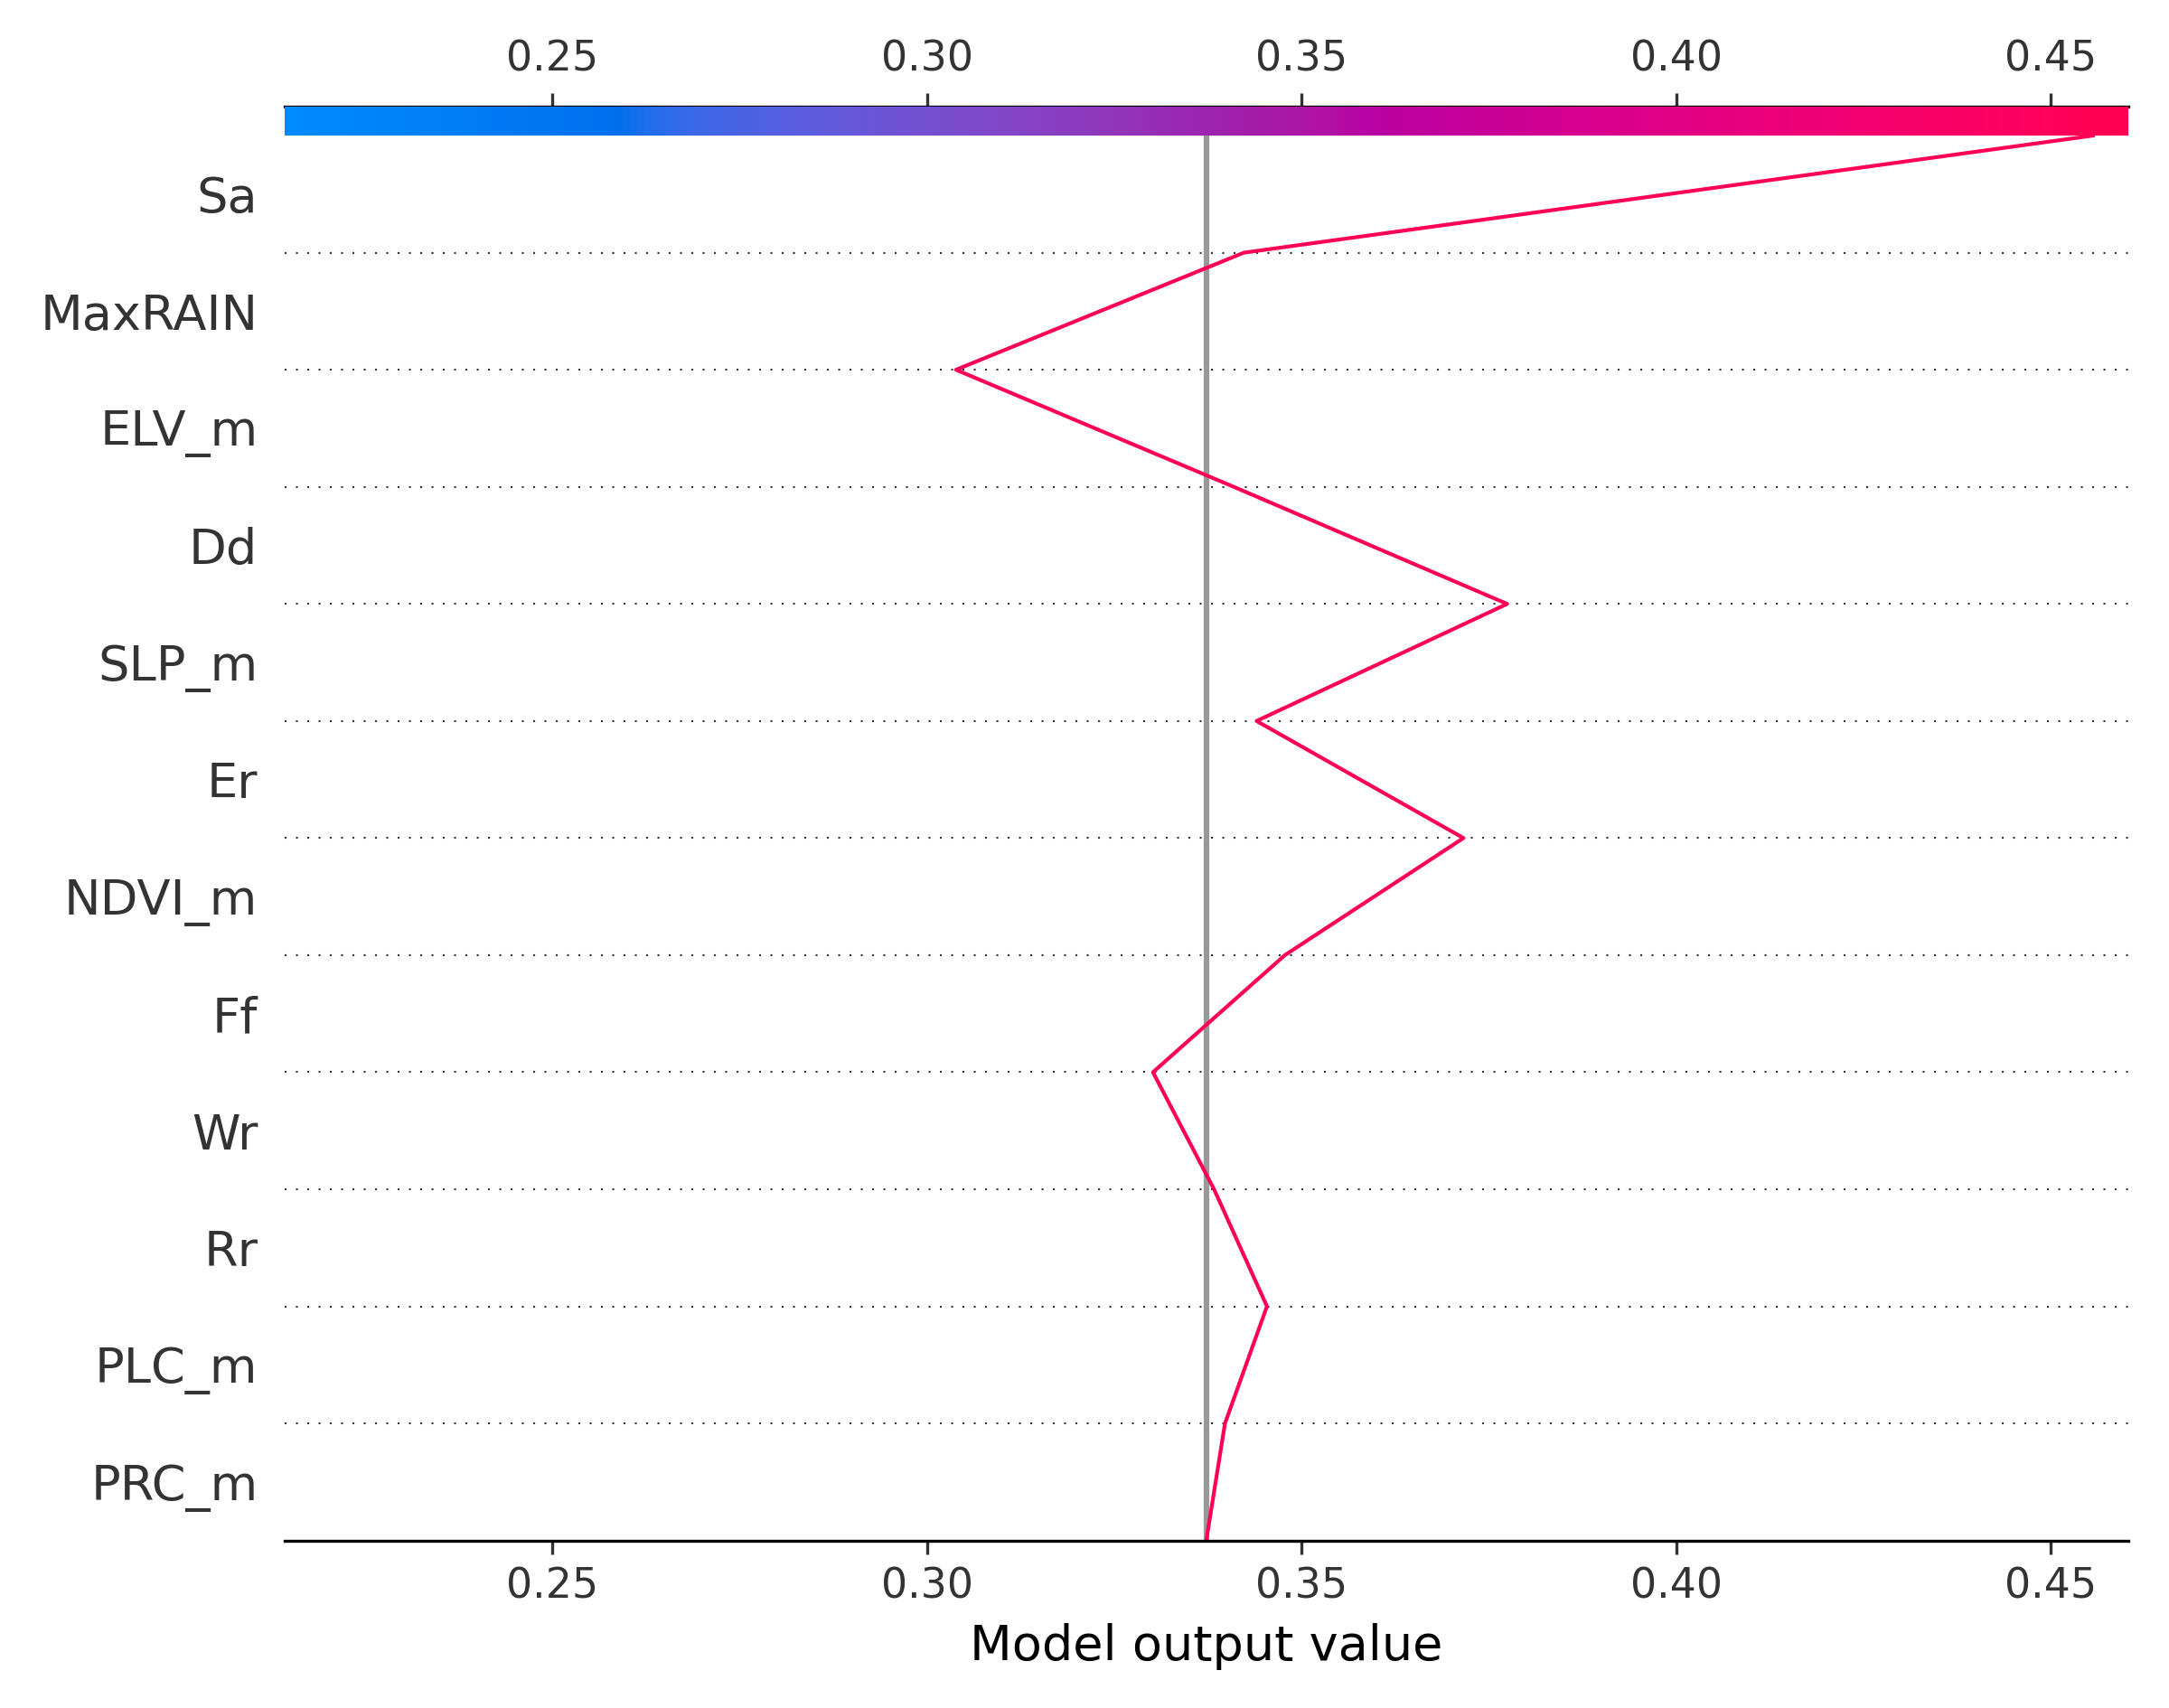 0.25 0.30 0.35 0.40 0.45
Sa
MaxRAIN
ELV_m
Dd
SLP_m
Er
NDVI_m
Ff
Wr
Rr
PLC_m
PRC_m
0.25 0.30 0.35 0.40 0.45
Model output value